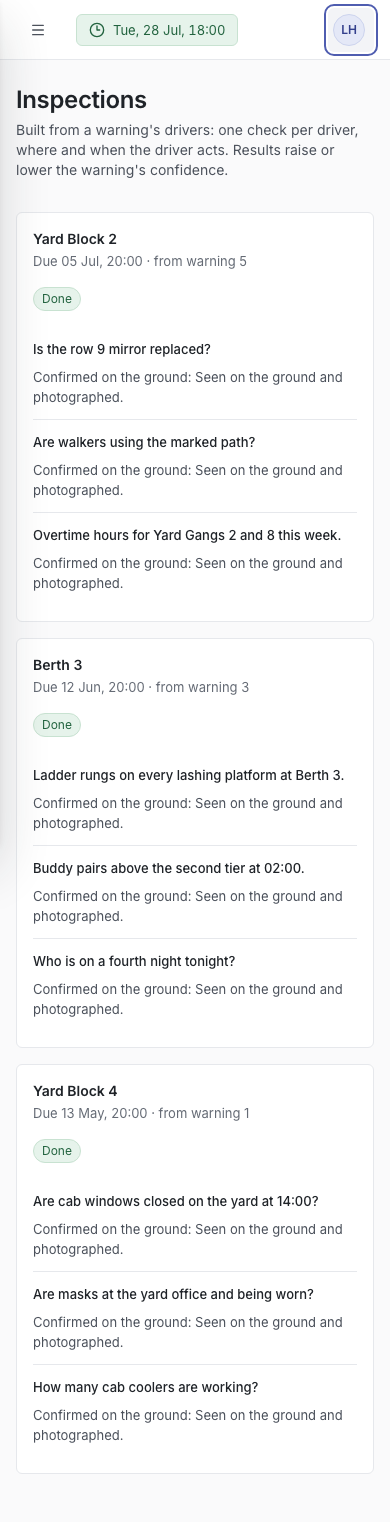 Tue, 28 Jul, 18:00
LH
Inspections
Built from a warning's drivers: one check per driver,
where and when the driver acts. Results raise or
lower the warning's confidence.
Yard Block 2
Due 05 Jul, 20:00 · from warning 5
Done
Is the row 9 mirror replaced?
Confirmed on the ground: Seen on the ground and
photographed.
Are walkers using the marked path?
Confirmed on the ground: Seen on the ground and
photographed.
Overtime hours for Yard Gangs 2 and 8 this week.
Confirmed on the ground: Seen on the ground and
photographed.
Berth 3
Due 12 Jun, 20:00 · from warning 3
Done
Ladder rungs on every lashing platform at Berth 3.
Confirmed on the ground: Seen on the ground and
photographed.
Buddy pairs above the second tier at 02:00.
Confirmed on the ground: Seen on the ground and
photographed.
Who is on a fourth night tonight?
Confirmed on the ground: Seen on the ground and
photographed.
Yard Block 4
Due 13 May, 20:00 · from warning 1
Done
Are cab windows closed on the yard at 14:00?
Confirmed on the ground: Seen on the ground and
photographed.
Are masks at the yard office and being worn?
Confirmed on the ground: Seen on the ground and
photographed.
How many cab coolers are working?
Confirmed on the ground: Seen on the ground and
photographed.